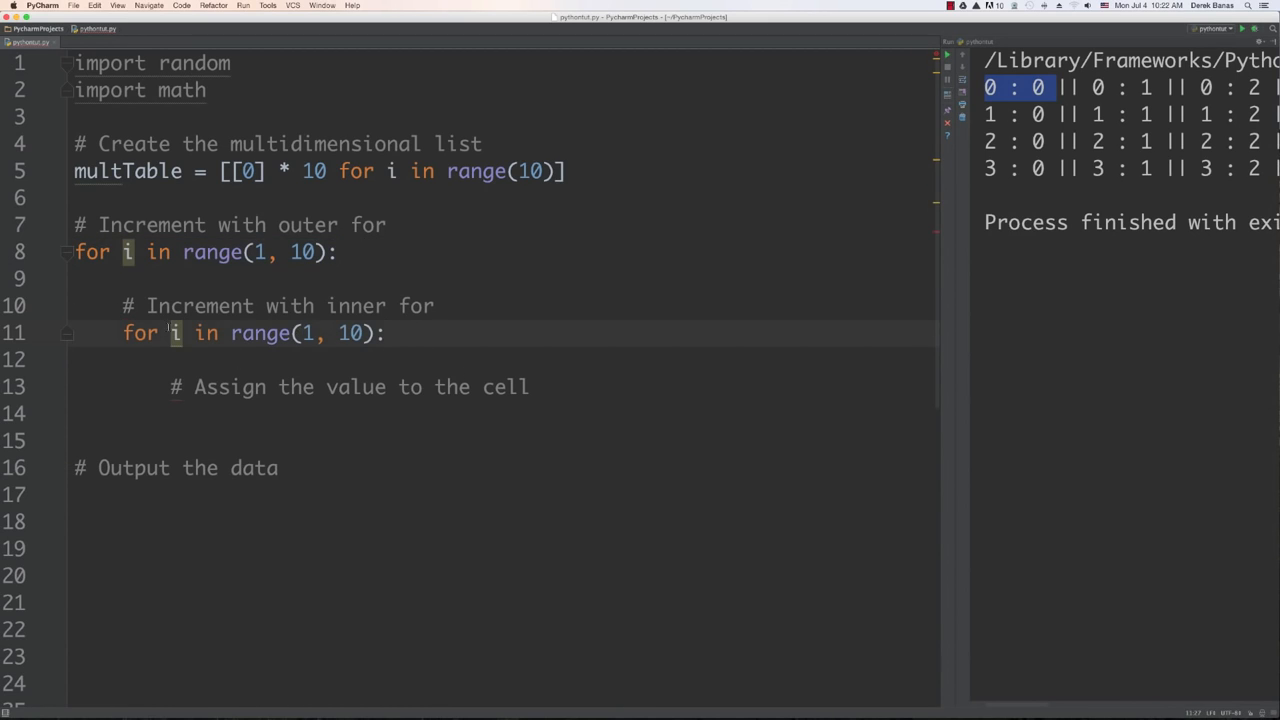 PyCharm File Edit View Navigate Code Refactor Run Tools VCS Window Help
10 Mon Jul 4 10:22 AM Derek Banas
pythontut.py - PycharmProjects - [~/PycharmProjects]
PycharmProjects pythontut.py pythontut
pythontut.py
Run pythontut
1 import random
2 import math
3
4 # Create the multidimensional list
5 multTable = [[0] * 10 for i in range(10)]
6
7 # Increment with outer for
8 for i in range(1, 10):
9
10 # Increment with inner for
11 for i in range(1, 10):
12
13 # Assign the value to the cell
14
15
16 # Output the data
17
18
19
20
21
22
23
24
/Library/Frameworks/Pytho
0 : 0 || 0 : 1 || 0 : 2 |
1 : 0 || 1 : 1 || 1 : 2 |
2 : 0 || 2 : 1 || 2 : 2 |
3 : 0 || 3 : 1 || 3 : 2 |
Process finished with exi
11:27 LF‡ UTF-8‡